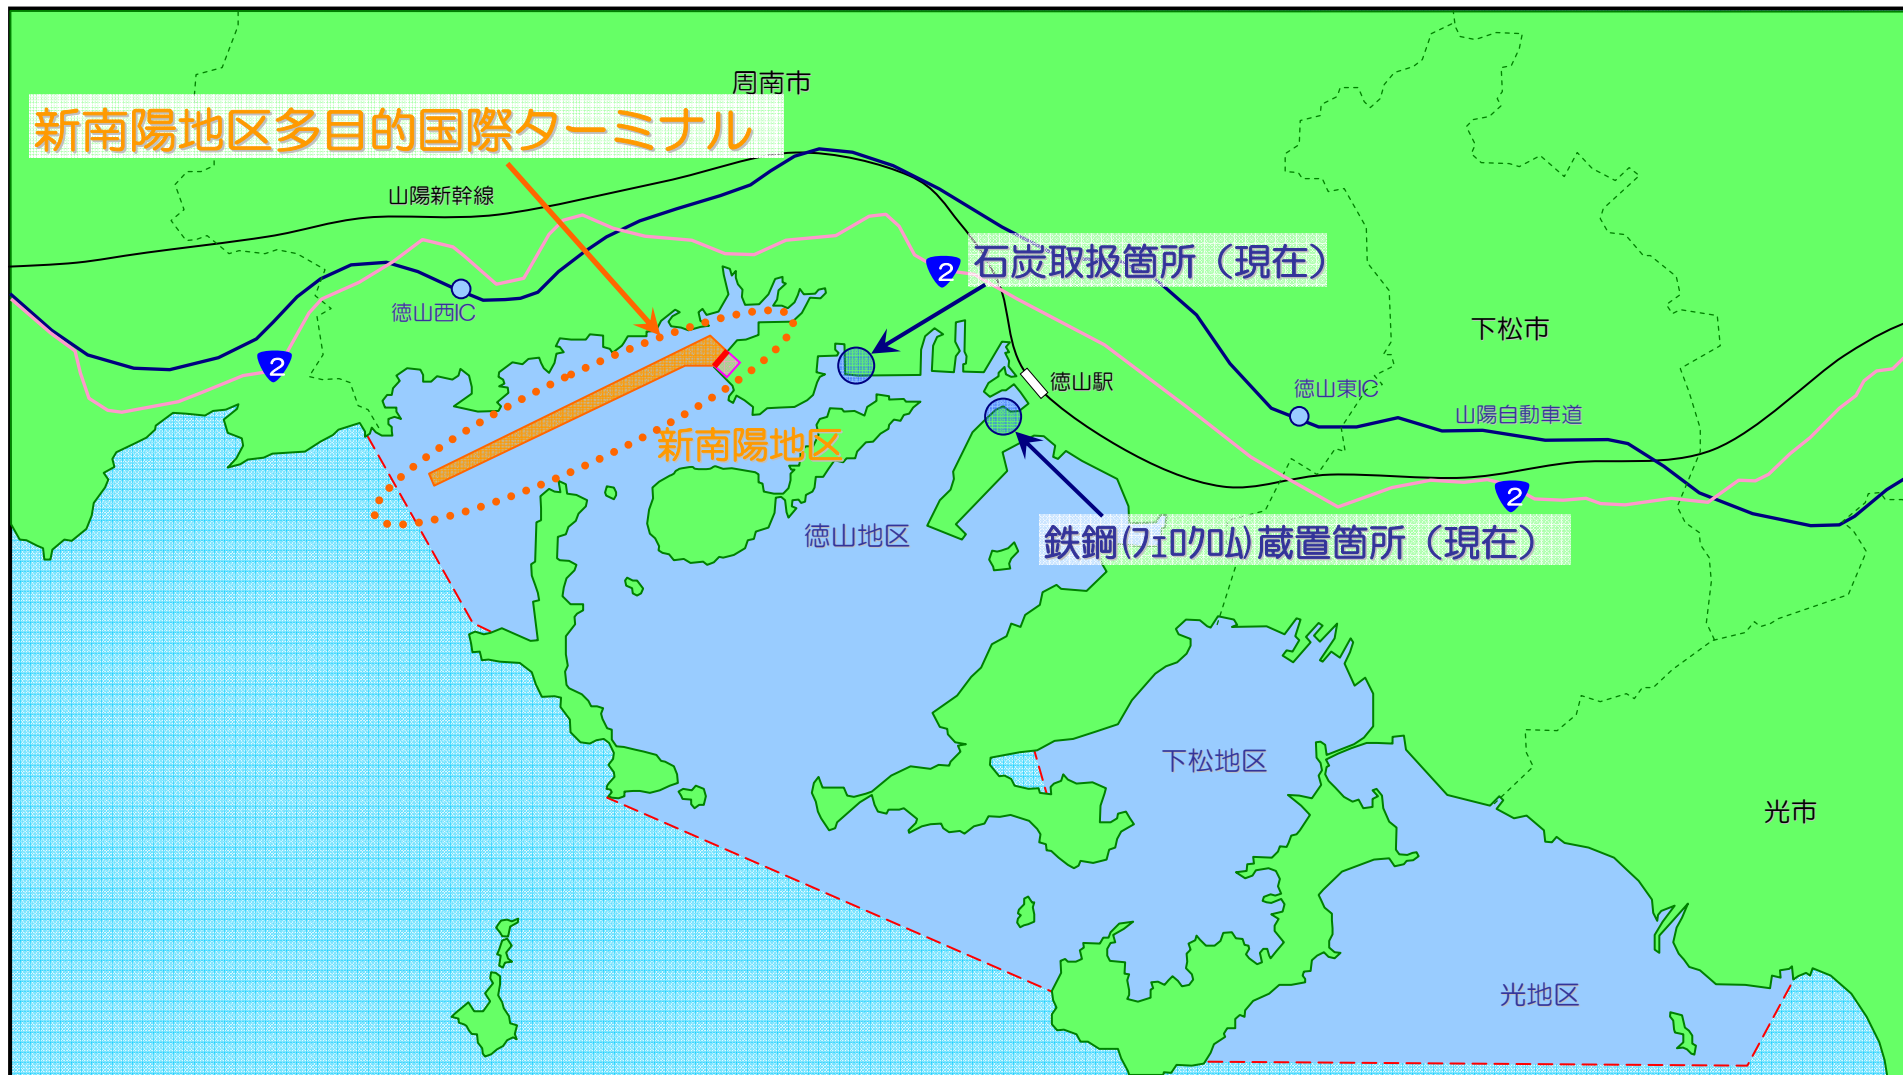 周南市
新南陽地区多目的国際ターミナル
山陽新幹線
石炭取扱箇所（現在）
2
徳山西IC
下松市
2
徳山駅
徳山東IC
山陽自動車道
新南陽地区
2
徳山地区
鉄鋼(ﾌｪﾛｸﾛﾑ)蔵置箇所（現在）
下松地区
光市
光地区